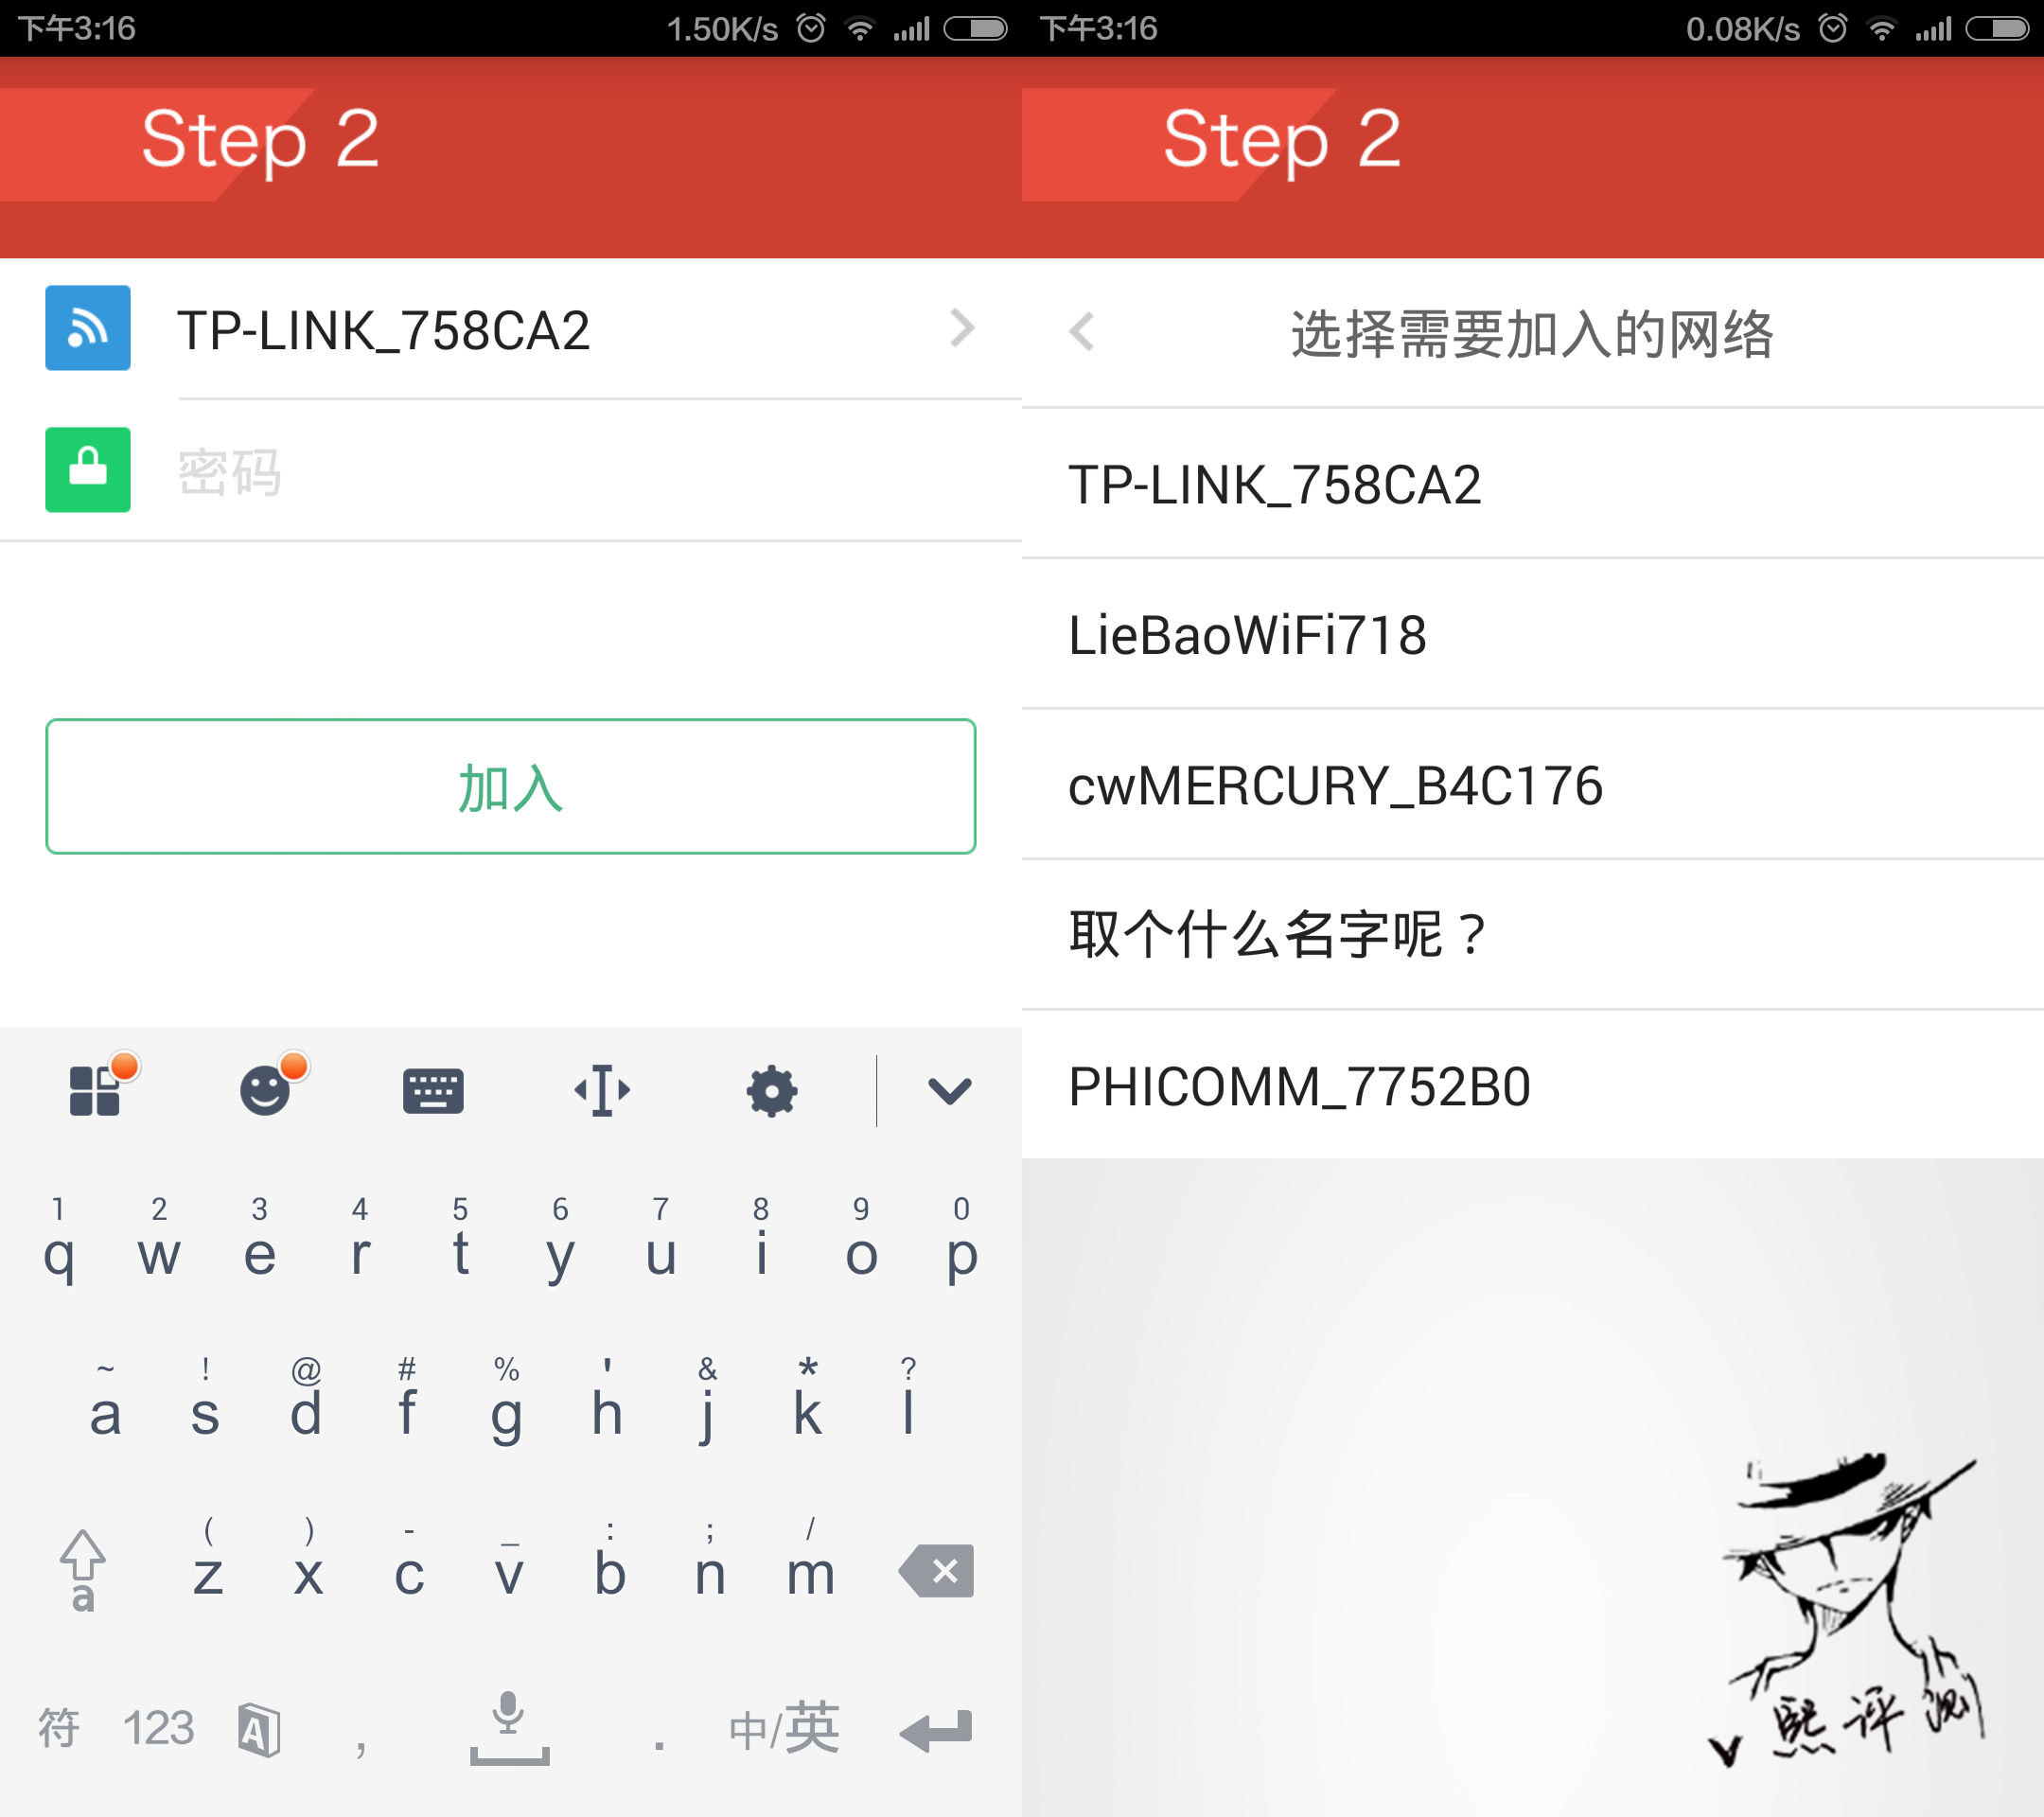 下午3:16
1.50K/s
Step 2
TP-LINK_758CA2
密码
加入
1 2 3 4 5 6 7 8 9 0
q w e r t y u i o p
~ ! @ # % ' & * ?
a s d f g h j k l
( ) - _ : ; /
a z x c v b n m
符 123 A , . 中/英
下午3:16
0.08K/s
Step 2
选择需要加入的网络
TP-LINK_758CA2
LieBaoWiFi718
cwMERCURY_B4C176
取个什么名字呢？
PHICOMM_7752B0
评测